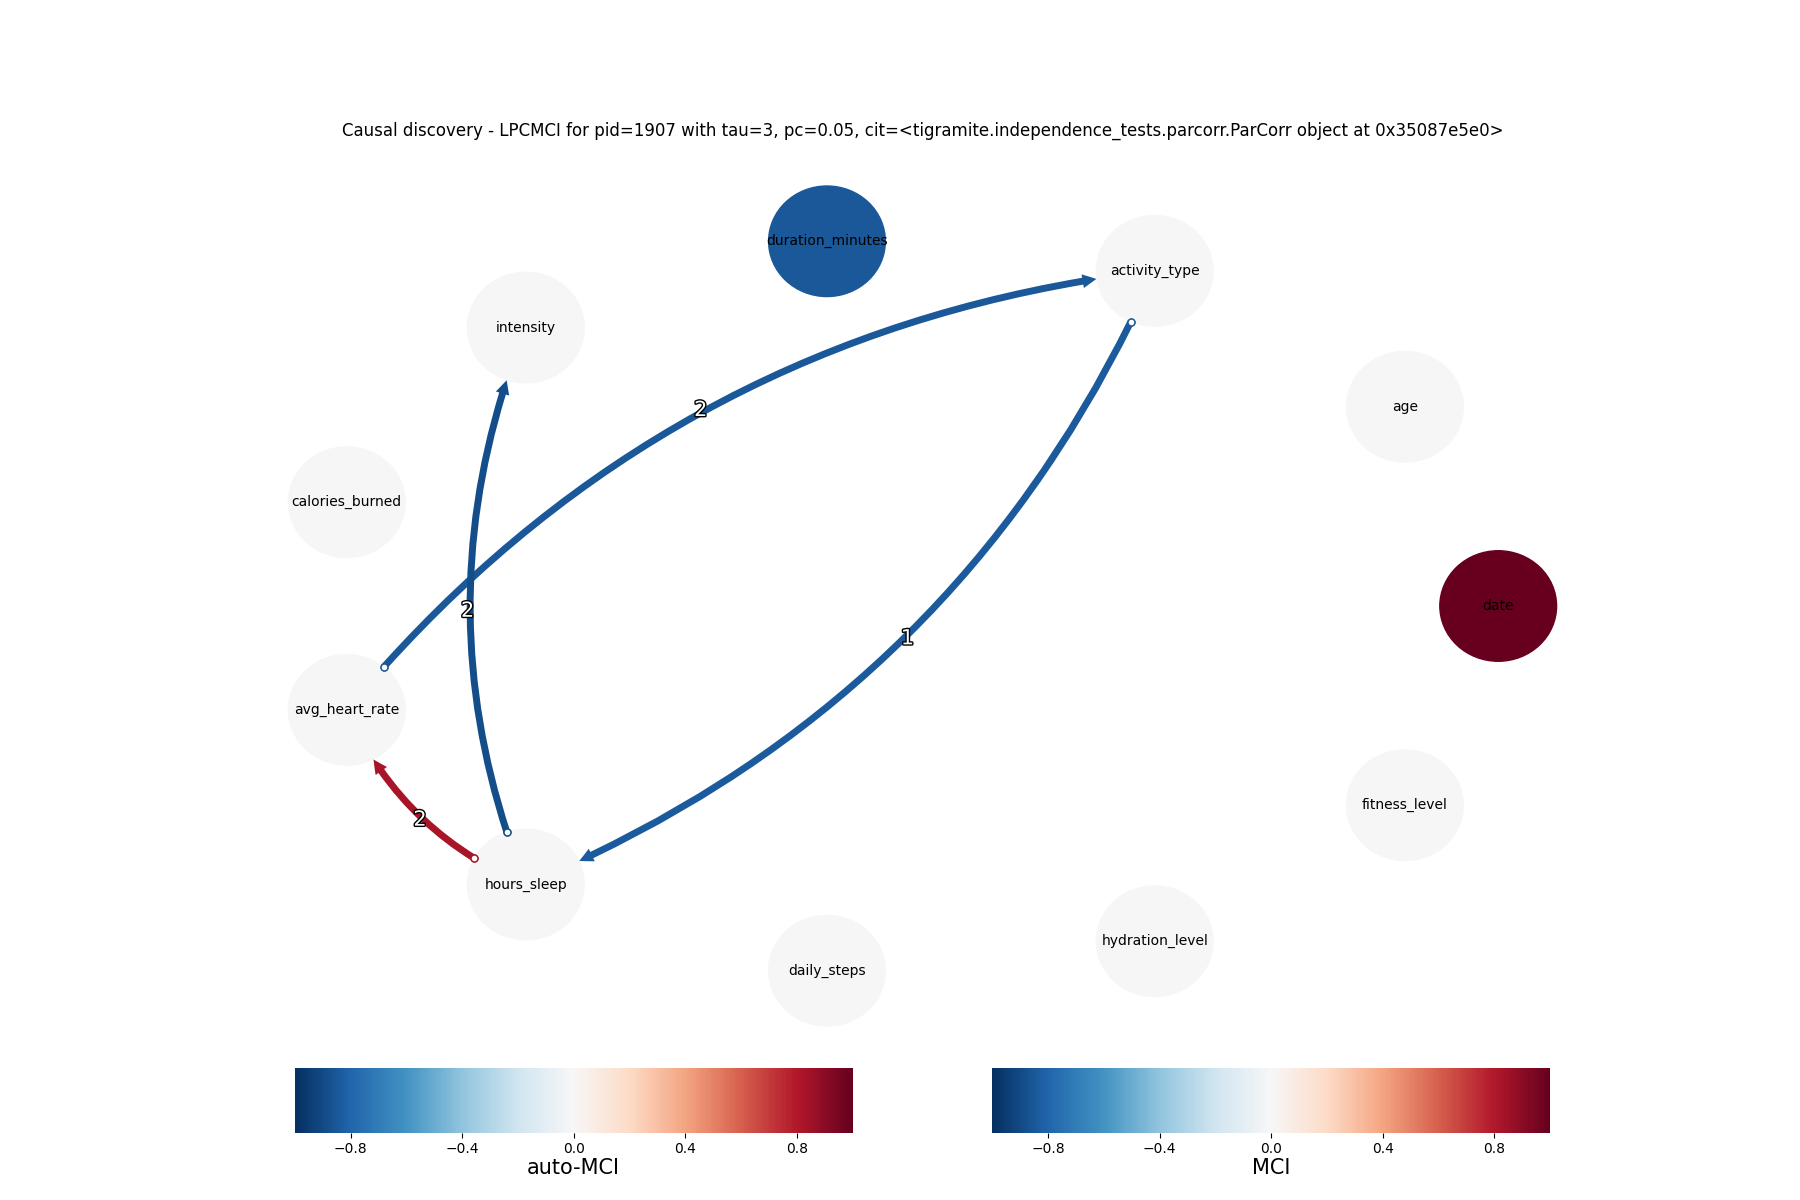 Causal discovery - LPCMCI for pid=1907 with tau=3, pc=0.05, cit=<tigramite.independence_tests.parcorr.ParCorr object at 0x35087e5e0>
duration_minutes
activity_type
intensity
age
2
calories_burned
date
2
1
avg_heart_rate
fitness_level
2
hours_sleep
hydration_level
daily_steps
−0.8 −0.4 0.0 0.4 0.8
auto-MCI
−0.8 −0.4 0.0 0.4 0.8
MCI